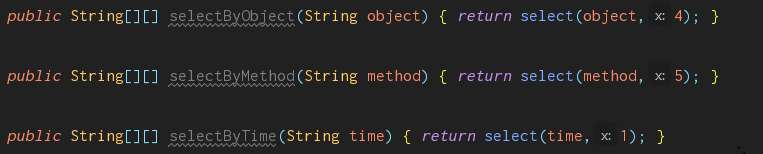 public String[][] selectByObject(String object) { return select(object, x: 4); }
public String[][] selectByMethod(String method) { return select(method, x: 5); }
public String[][] selectByTime(String time) { return select(time, x: 1); }